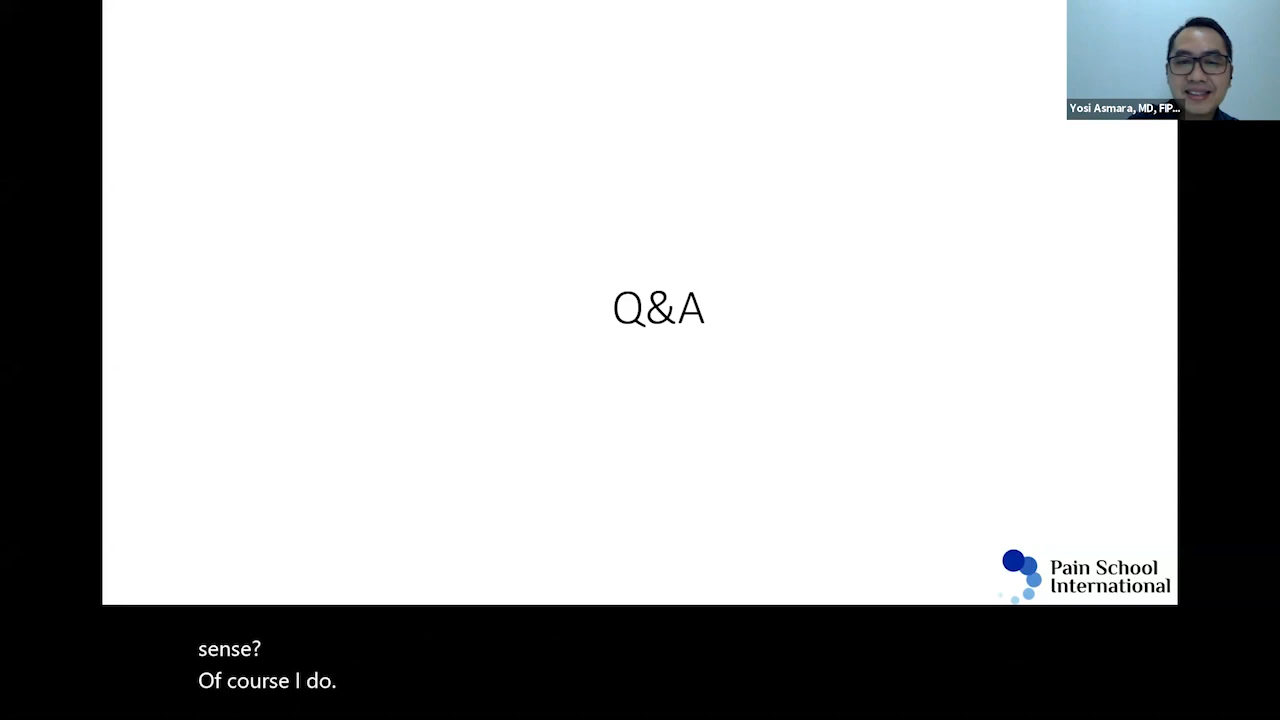 Yosi Asmara, MD, FIP...
Q&A
Pain School
International
sense?
Of course I do.